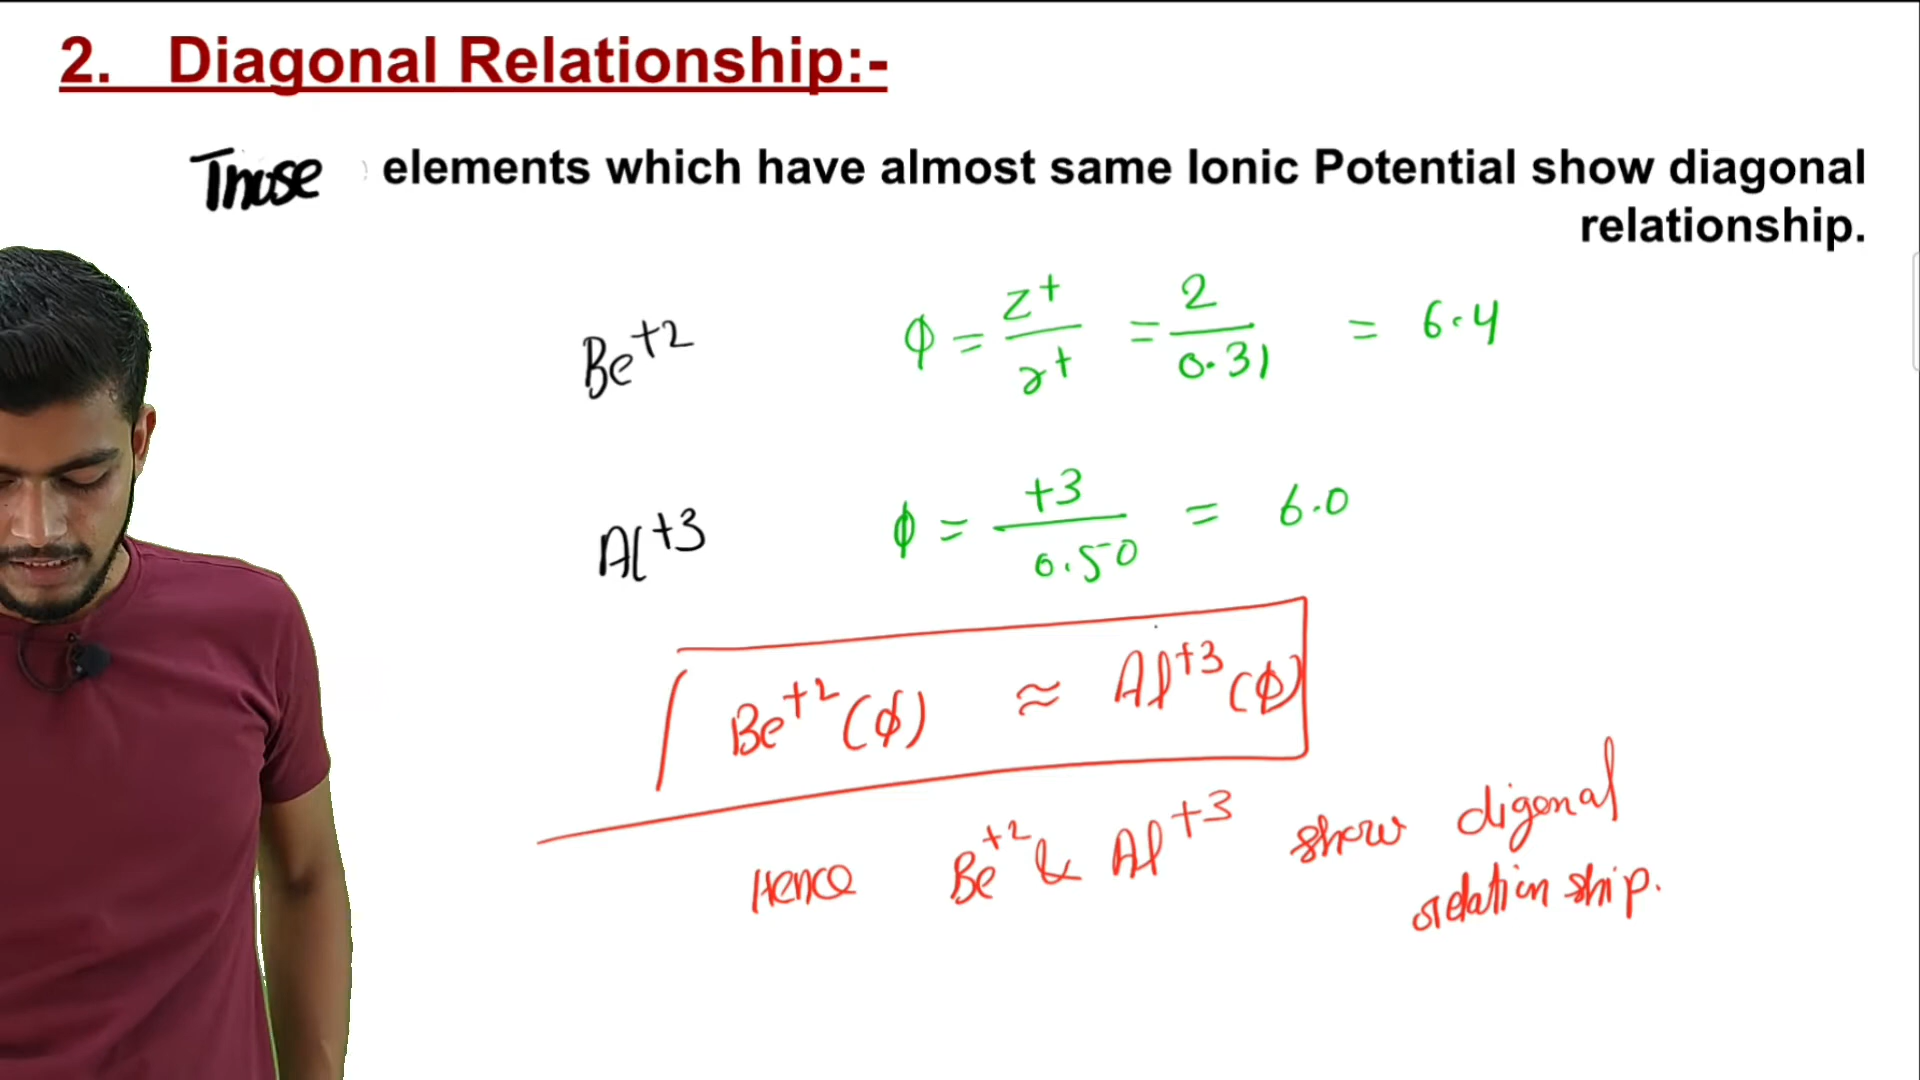 2. Diagonal Relationship:-
Those elements which have almost same Ionic Potential show diagonal
relationship.
Be+2 ϕ = z+/r+ = 2/0.31 = 6.4
Al+3 ϕ = +3/0.50 = 6.0
Be+2 (ϕ) ≈ Al+3 (ϕ)
Hence Be+2 & Al+3 show digonal
relation ship.